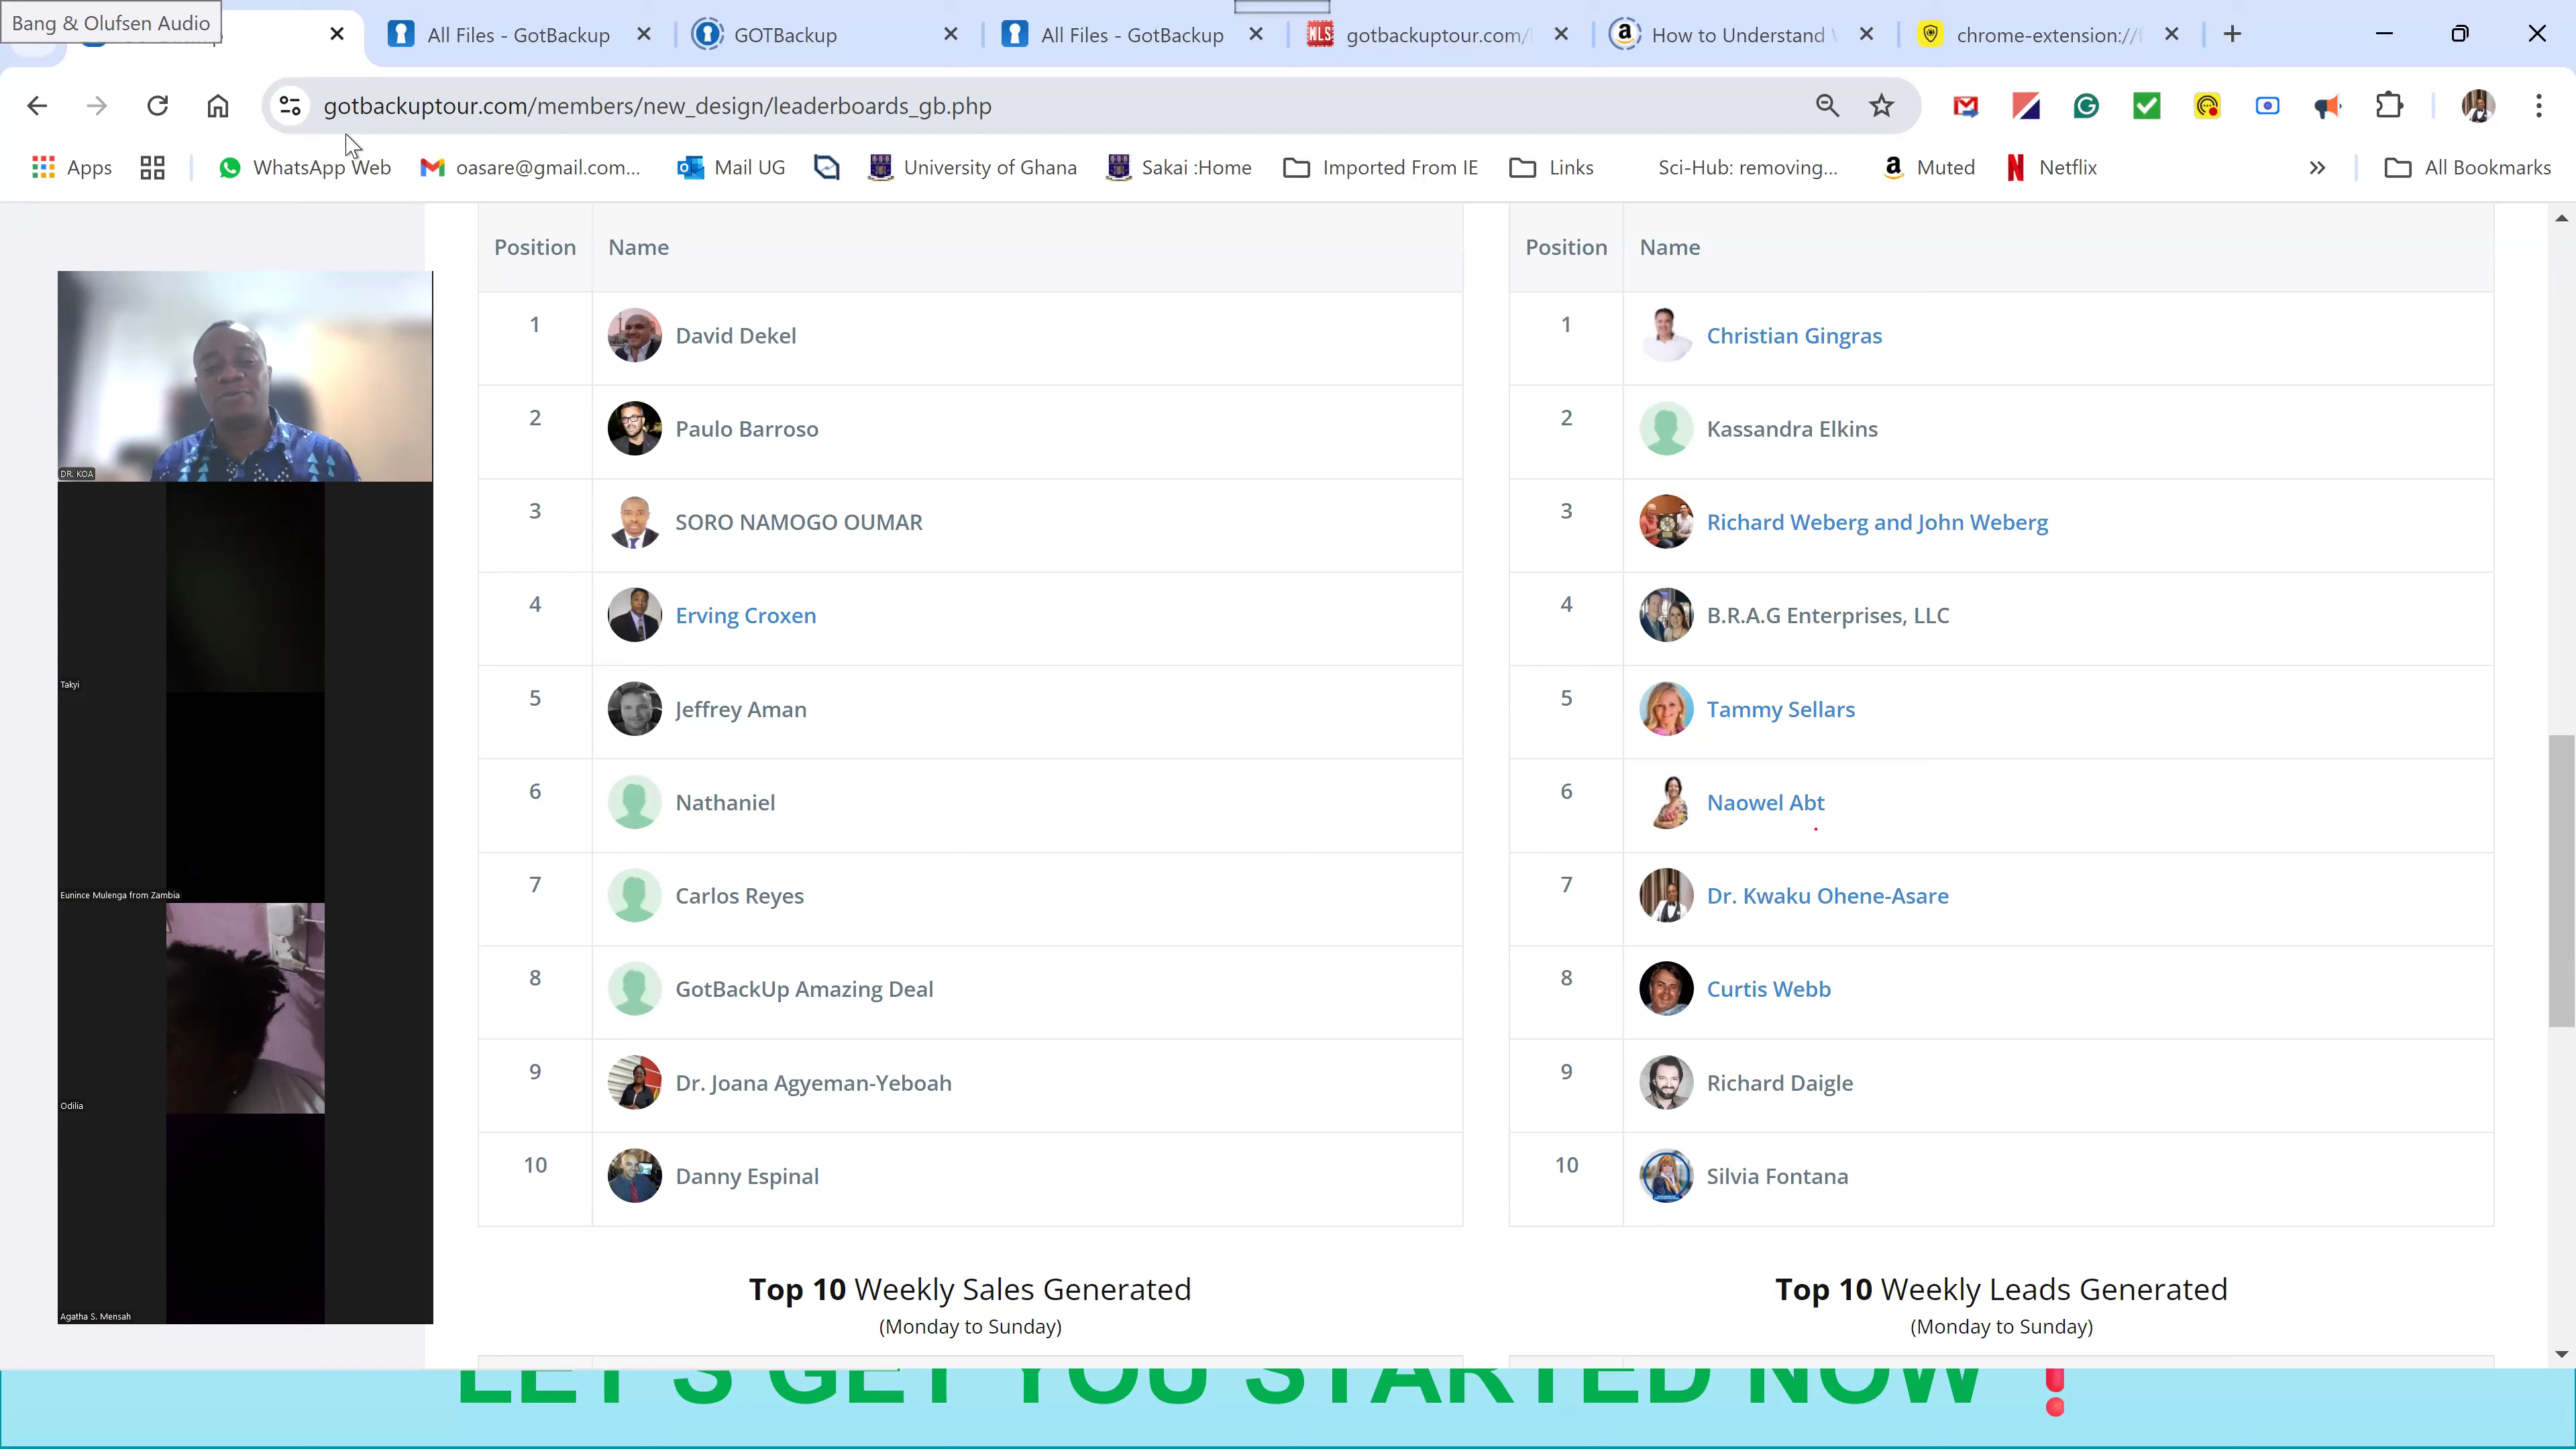 Bang & Olufsen Audio
All Files - GotBackup
GOTBackup
All Files - GotBackup
gotbackuptour.com/
How to Understand
chrome-extension://
gotbackuptour.com/members/new_design/leaderboards_gb.php
Apps
WhatsApp Web
oasare@gmail.com...
Mail UG
University of Ghana
Sakai :Home
Imported From IE
Links
Sci-Hub: removing...
Muted
Netflix
All Bookmarks
Position Name
1 David Dekel
2 Paulo Barroso
3 SORO NAMOGO OUMAR
4 Erving Croxen
5 Jeffrey Aman
6 Nathaniel
7 Carlos Reyes
8 GotBackUp Amazing Deal
9 Dr. Joana Agyeman-Yeboah
10 Danny Espinal
Top 10 Weekly Sales Generated
(Monday to Sunday)
Position Name
1 Christian Gingras
2 Kassandra Elkins
3 Richard Weberg and John Weberg
4 B.R.A.G Enterprises, LLC
5 Tammy Sellars
6 Naowel Abt
7 Dr. Kwaku Ohene-Asare
8 Curtis Webb
9 Richard Daigle
10 Silvia Fontana
Top 10 Weekly Leads Generated
(Monday to Sunday)
DR. KOA
Takyi
Eunince Mulenga from Zambia
Odilia
Agatha S. Mensah
LET'S GET YOU STARTED NOW❗